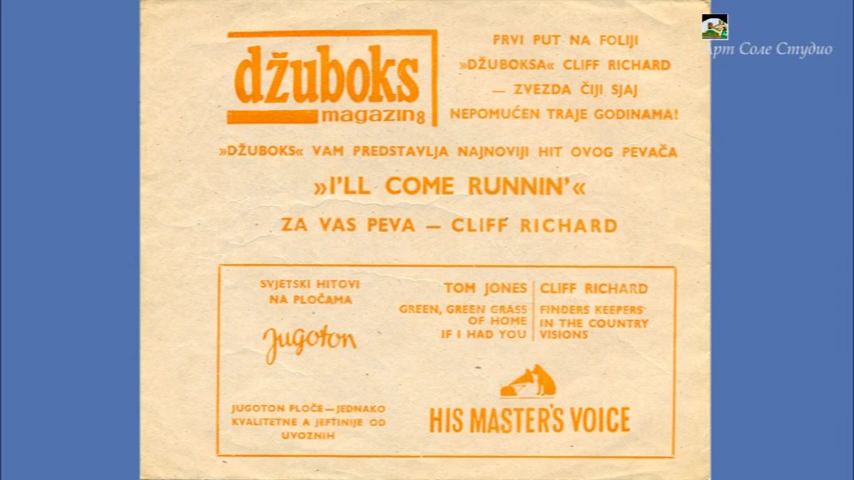 Арт Соле Студио
džuboks
magazin 8
PRVI PUT NA FOLIJI
»DŽUBOKSA« CLIFF RICHARD
— ZVEZDA ČIJI SJAJ
NEPOMUĆEN TRAJE GODINAMA!
»DŽUBOKS« VAM PREDSTAVLJA NAJNOVIJI HIT OVOG PEVAČA
»I'LL COME RUNNIN'«
ZA VAS PEVA — CLIFF RICHARD
SVJETSKI HITOVI
NA PLOČAMA
Jugoton
JUGOTON PLOČE—JEDNAKO
KVALITETNE A JEFTINIJE OD
UVOZNIH
TOM JONES
GREEN, GREEN GRASS
OF HOME
IF I HAD YOU
CLIFF RICHARD
FINDERS KEEPERS
IN THE COUNTRY
VISIONS
HIS MASTER'S VOICE